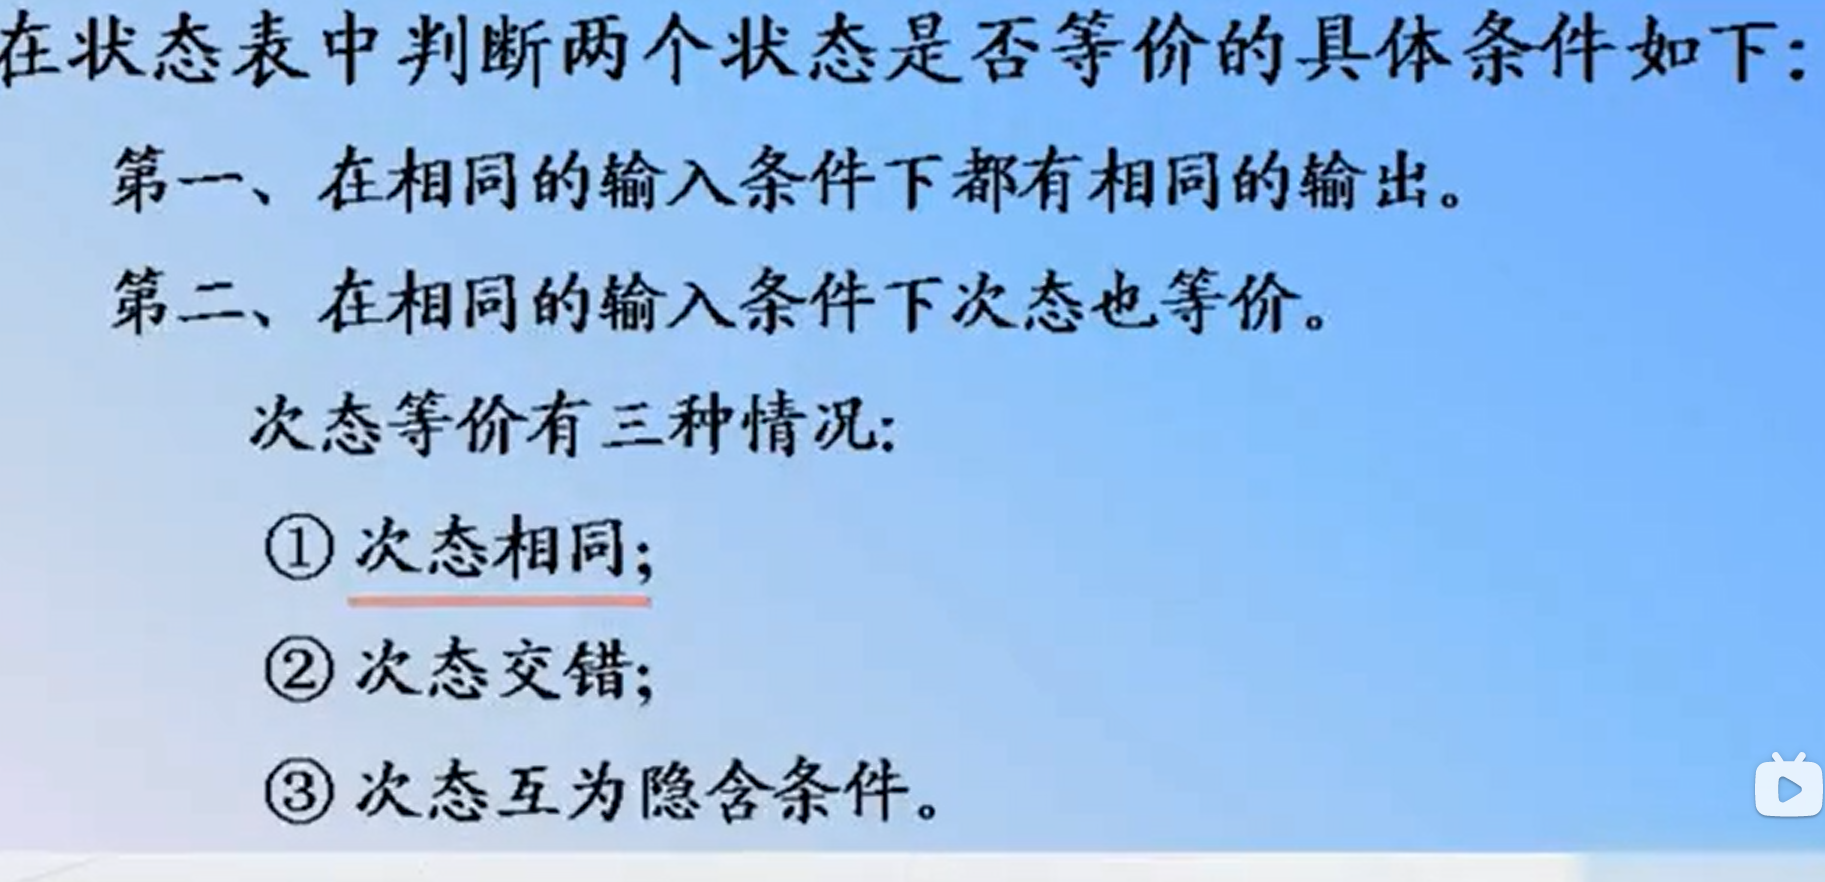 在状态表中判断两个状态是否等价的具体条件如下：
第一、在相同的输入条件下都有相同的输出。
第二、在相同的输入条件下次态也等价。
次态等价有三种情况:
① 次态相同;
② 次态交错;
③ 次态互为隐含条件。